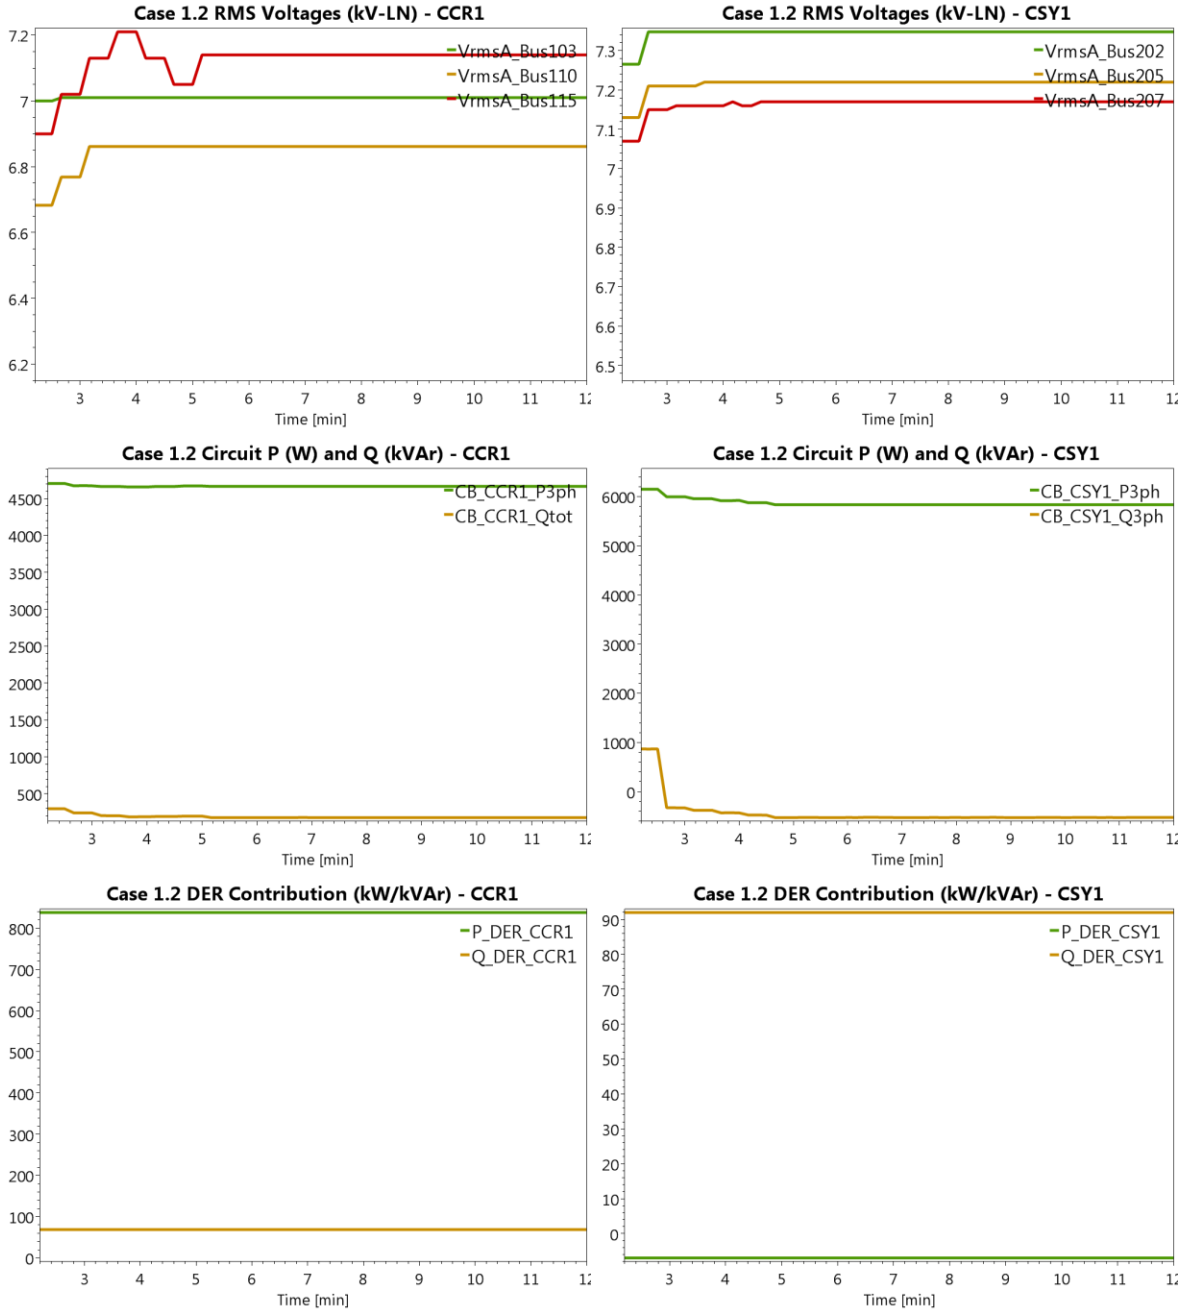 Case 1.2 RMS Voltages (kV-LN) - CCR1
7.2
7
6.8
6.6
6.4
6.2
VrmsA_Bus103
VrmsA_Bus110
VrmsA_Bus115
3 4 5 6 7 8 9 10 11 12
Time [min]
Case 1.2 RMS Voltages (kV-LN) - CSY1
7.3
7.2
7.1
7
6.9
6.8
6.7
6.6
6.5
VrmsA_Bus202
VrmsA_Bus205
VrmsA_Bus207
3 4 5 6 7 8 9 10 11 12
Time [min]
Case 1.2 Circuit P (W) and Q (kVAr) - CCR1
4500
4000
3500
3000
2500
2000
1500
1000
500
CB_CCR1_P3ph
CB_CCR1_Qtot
3 4 5 6 7 8 9 10 11 12
Time [min]
Case 1.2 Circuit P (W) and Q (kVAr) - CSY1
6000
5000
4000
3000
2000
1000
0
CB_CSY1_P3ph
CB_CSY1_Q3ph
3 4 5 6 7 8 9 10 11 12
Time [min]
Case 1.2 DER Contribution (kW/kVAr) - CCR1
800
700
600
500
400
300
200
100
0
P_DER_CCR1
Q_DER_CCR1
3 4 5 6 7 8 9 10 11 12
Time [min]
Case 1.2 DER Contribution (kW/kVAr) - CSY1
90
80
70
60
50
40
30
20
10
0
P_DER_CSY1
Q_DER_CSY1
3 4 5 6 7 8 9 10 11 12
Time [min]